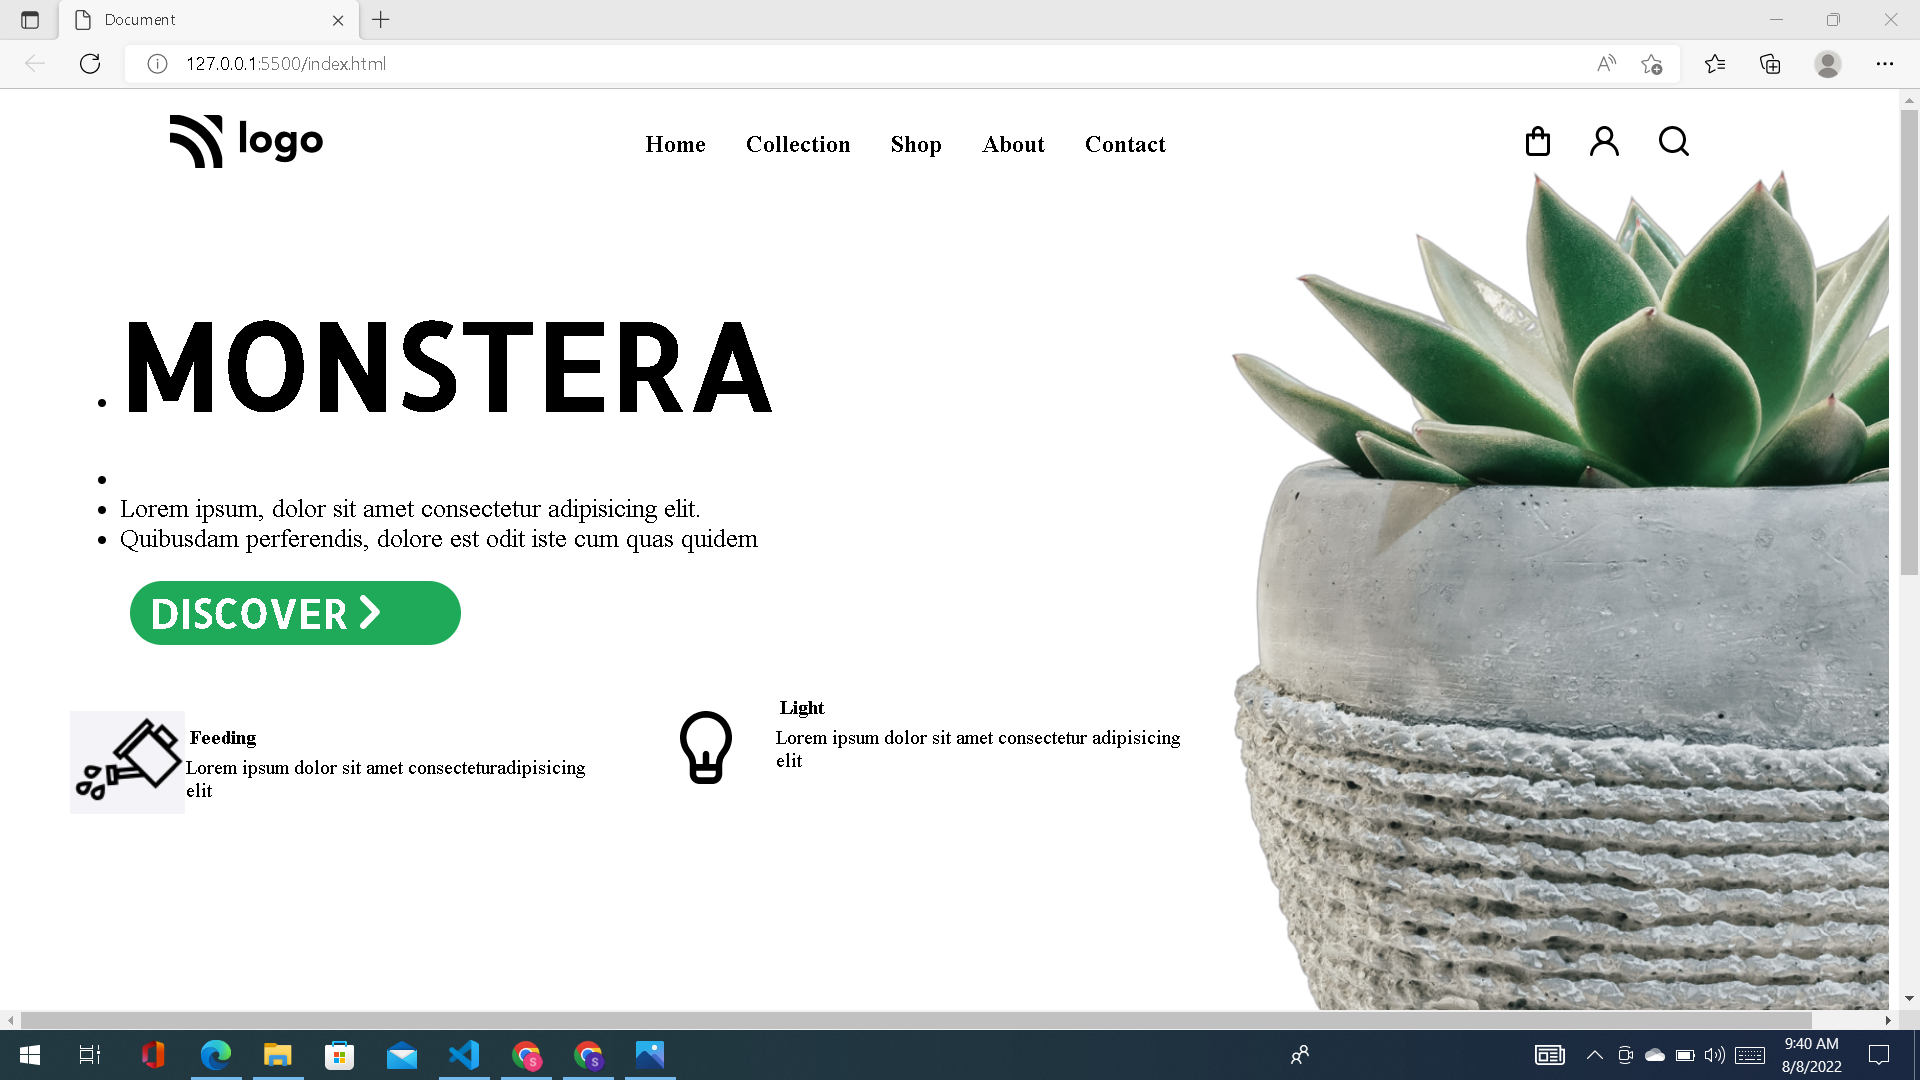 Document
127.0.0.1:5500/index.html
logo
Home Collection Shop About Contact
MONSTERA
Lorem ipsum, dolor sit amet consectetur adipisicing elit.
Quibusdam perferendis, dolore est odit iste cum quas quidem
DISCOVER
Feeding
Lorem ipsum dolor sit amet consecteturadipisicing
elit
Light
Lorem ipsum dolor sit amet consectetur adipisicing
elit
9:40 AM
8/8/2022